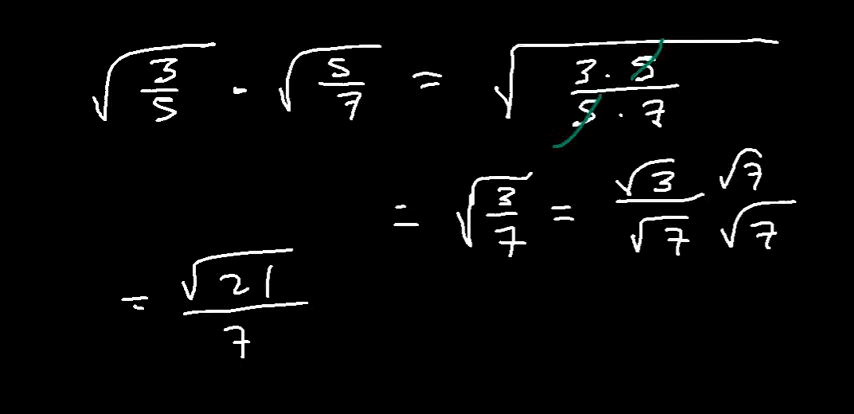 √(3/5) · √(5/7) = √((3 · 5)/(5 · 7))
= √(3/7) = (√3 √7)/(√7 √7)
= √21/7